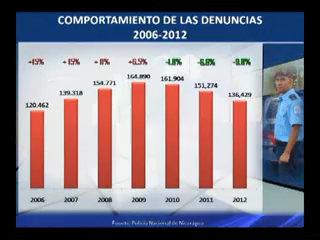 COMPORTAMIENTO DE LAS DENUNCIAS
2006-2012
+15% +15% +8% +6.5% -1.8% -6.6% -9.8%
120.462 139.318 154.771 164.890 161,904 151,274 136,429
2006 2007 2008 2009 2010 2011 2012
Fuente: Policía Nacional de Nicaragua